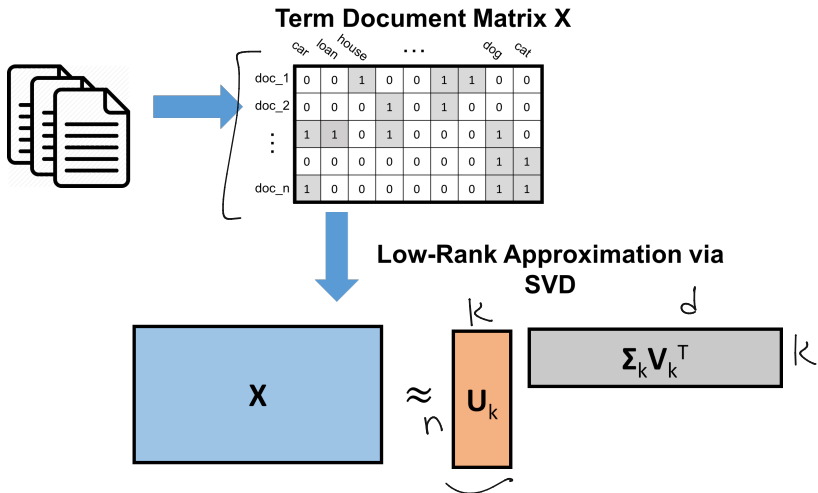 Term Document Matrix X
car loan house ... dog cat
doc_1 0 0 1 0 0 1 1 0 0
doc_2 0 0 0 1 0 1 0 0 0
⋮ 1 1 0 1 0 0 0 1 0
0 0 0 0 0 0 0 1 1
doc_n 1 0 0 0 0 0 0 1 1
Low-Rank Approximation via
SVD
k d
X ≈ n U_k Σ_kV_k^T k